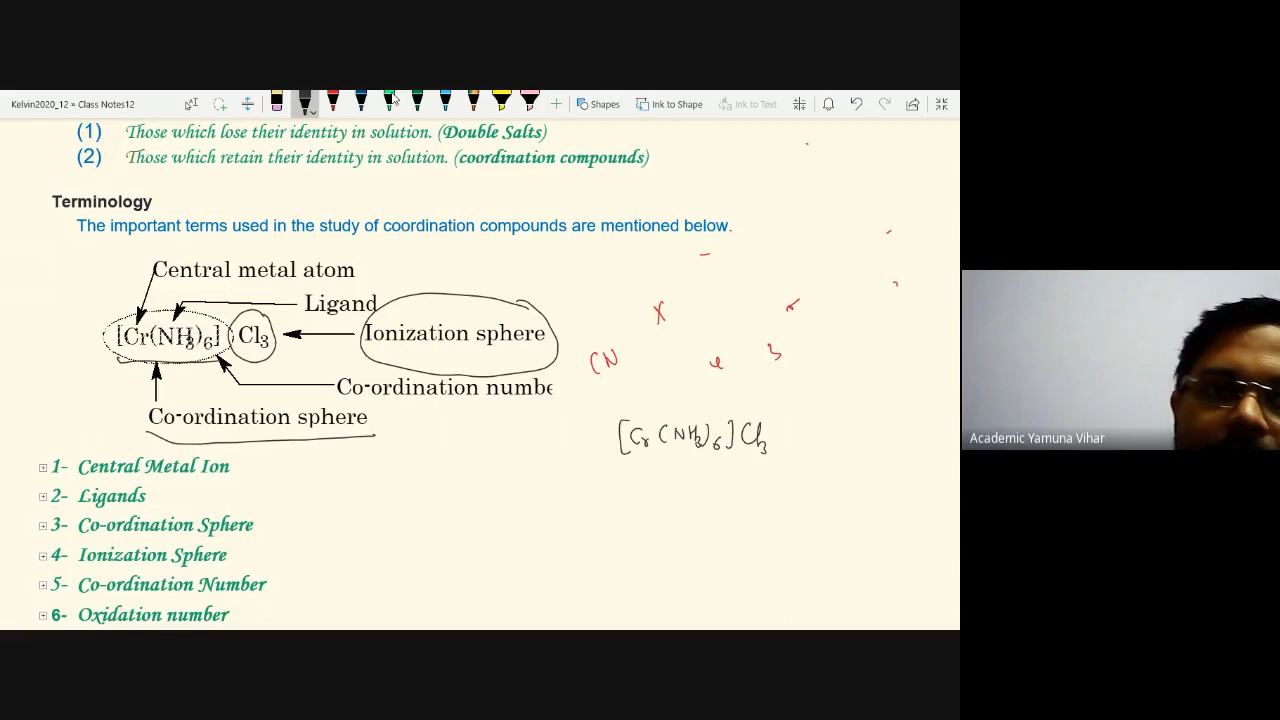 Kelvin2020_12 » Class Notes12
Shapes
Ink to Shape
Ink to Text
(1) Those which lose their identity in solution. (Double Salts)
(2) Those which retain their identity in solution. (coordination compounds)
Terminology
The important terms used in the study of coordination compounds are mentioned below.
Central metal atom
Ligand
[Cr(NH3)6] Cl3
Ionization sphere
Co-ordination numbe
Co-ordination sphere
CN
x
[Cr(NH3)6]Cl3
1- Central Metal Ion
2- Ligands
3- Co-ordination Sphere
4- Ionization Sphere
5- Co-ordination Number
6- Oxidation number
Academic Yamuna Vihar